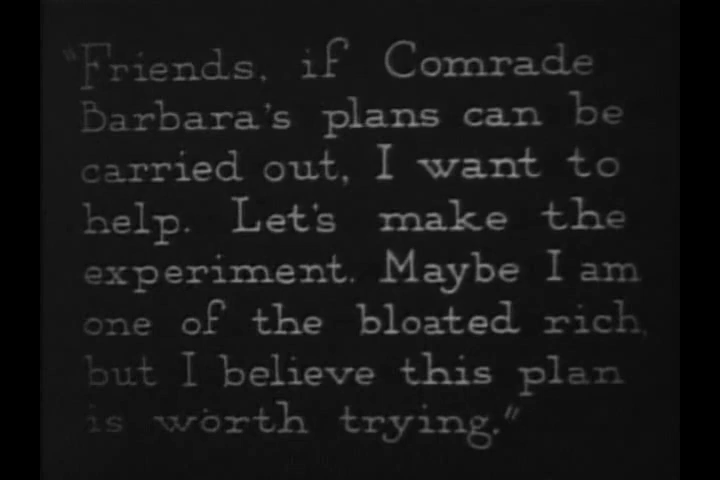 "Friends, if Comrade
Barbara's plans can be
carried out, I want to
help. Let's make the
experiment. Maybe I am
one of the bloated rich,
but I believe this plan
is worth trying."